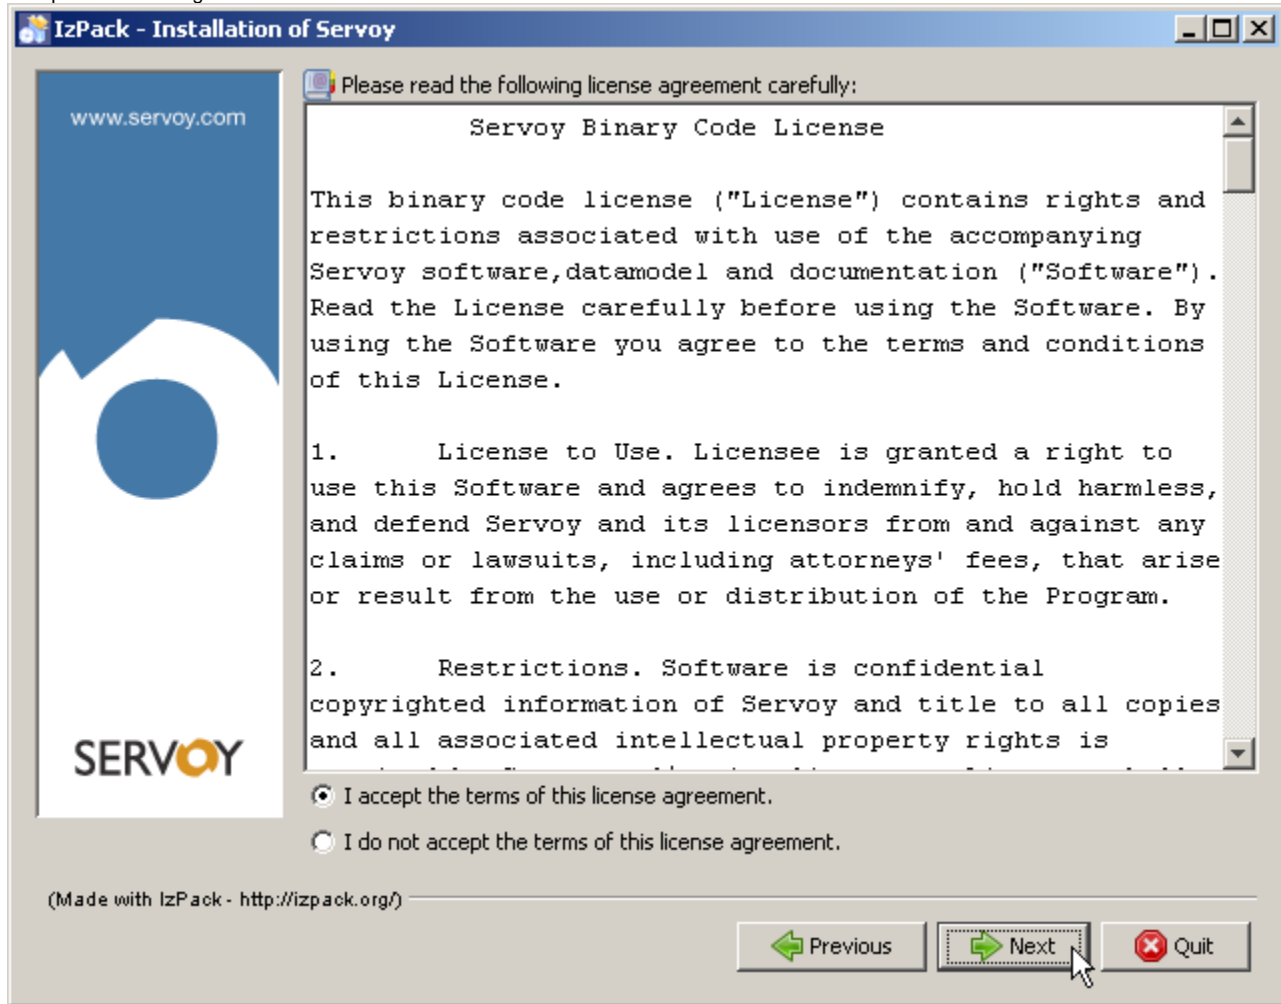 IzPack - Installation of Servoy
www.servoy.com
Please read the following license agreement carefully:
Servoy Binary Code License
This binary code license ("License") contains rights and
restrictions associated with use of the accompanying
Servoy software,datamodel and documentation ("Software").
Read the License carefully before using the Software. By
using the Software you agree to the terms and conditions
of this License.
1. License to Use. Licensee is granted a right to
use this Software and agrees to indemnify, hold harmless,
and defend Servoy and its licensors from and against any
claims or lawsuits, including attorneys' fees, that arise
or result from the use or distribution of the Program.
2. Restrictions. Software is confidential
copyrighted information of Servoy and title to all copies
and all associated intellectual property rights is
SERVOY
I accept the terms of this license agreement.
I do not accept the terms of this license agreement.
(Made with IzPack - http://izpack.org/)
Previous
Next
Quit